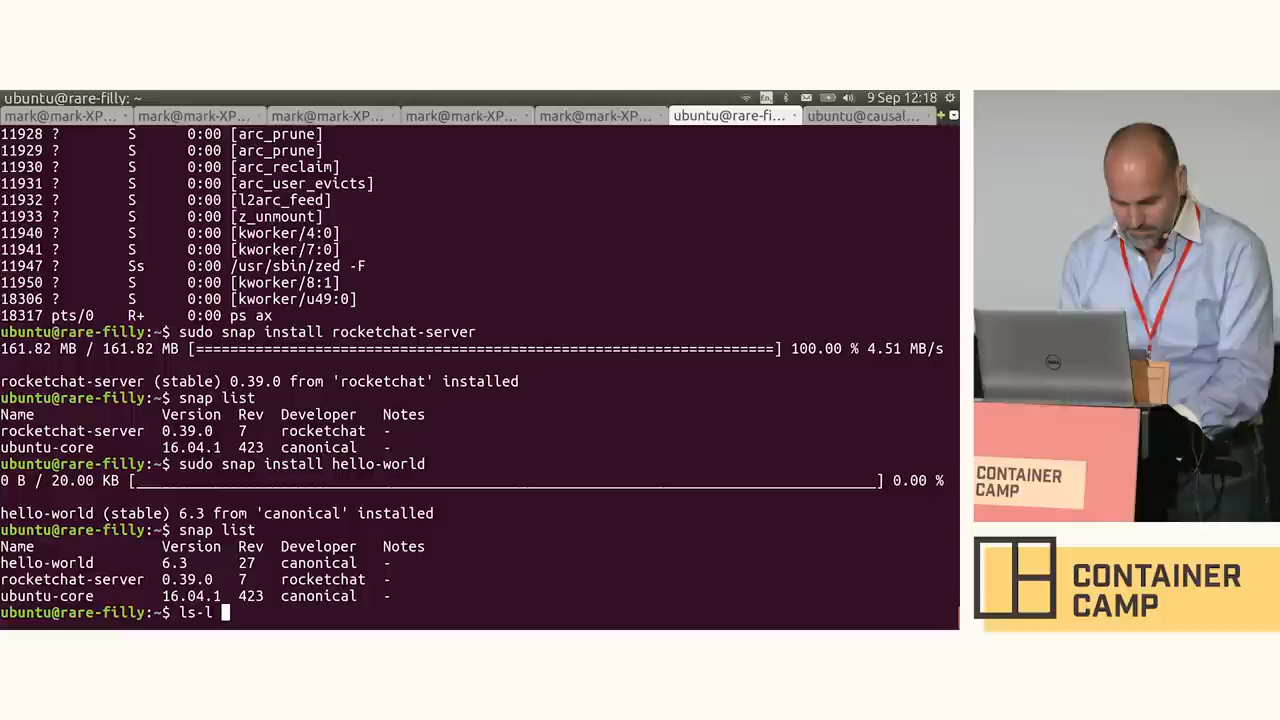 ubuntu@rare-filly: ~
En
9 Sep 12:18
mark@mark-XP...
mark@mark-XP...
mark@mark-XP...
mark@mark-XP...
mark@mark-XP...
ubuntu@rare-fi...
ubuntu@causal...
11928 ? S 0:00 [arc_prune]
11929 ? S 0:00 [arc_prune]
11930 ? S 0:00 [arc_reclaim]
11931 ? S 0:00 [arc_user_evicts]
11932 ? S 0:00 [l2arc_feed]
11933 ? S 0:00 [z_unmount]
11940 ? S 0:00 [kworker/4:0]
11941 ? S 0:00 [kworker/7:0]
11947 ? Ss 0:00 /usr/sbin/zed -F
11950 ? S 0:00 [kworker/8:1]
18306 ? S 0:00 [kworker/u49:0]
18317 pts/0 R+ 0:00 ps ax
ubuntu@rare-filly:~$ sudo snap install rocketchat-server
161.82 MB / 161.82 MB [====================================================================] 100.00 % 4.51 MB/s
rocketchat-server (stable) 0.39.0 from 'rocketchat' installed
ubuntu@rare-filly:~$ snap list
Name Version Rev Developer Notes
rocketchat-server 0.39.0 7 rocketchat -
ubuntu-core 16.04.1 423 canonical -
ubuntu@rare-filly:~$ sudo snap install hello-world
0 B / 20.00 KB [______________________________________________________________________________] 0.00 %
hello-world (stable) 6.3 from 'canonical' installed
ubuntu@rare-filly:~$ snap list
Name Version Rev Developer Notes
hello-world 6.3 27 canonical -
rocketchat-server 0.39.0 7 rocketchat -
ubuntu-core 16.04.1 423 canonical -
ubuntu@rare-filly:~$ ls-l
DELL
CONTAINER
CAMP
CONTAINER
CAMP